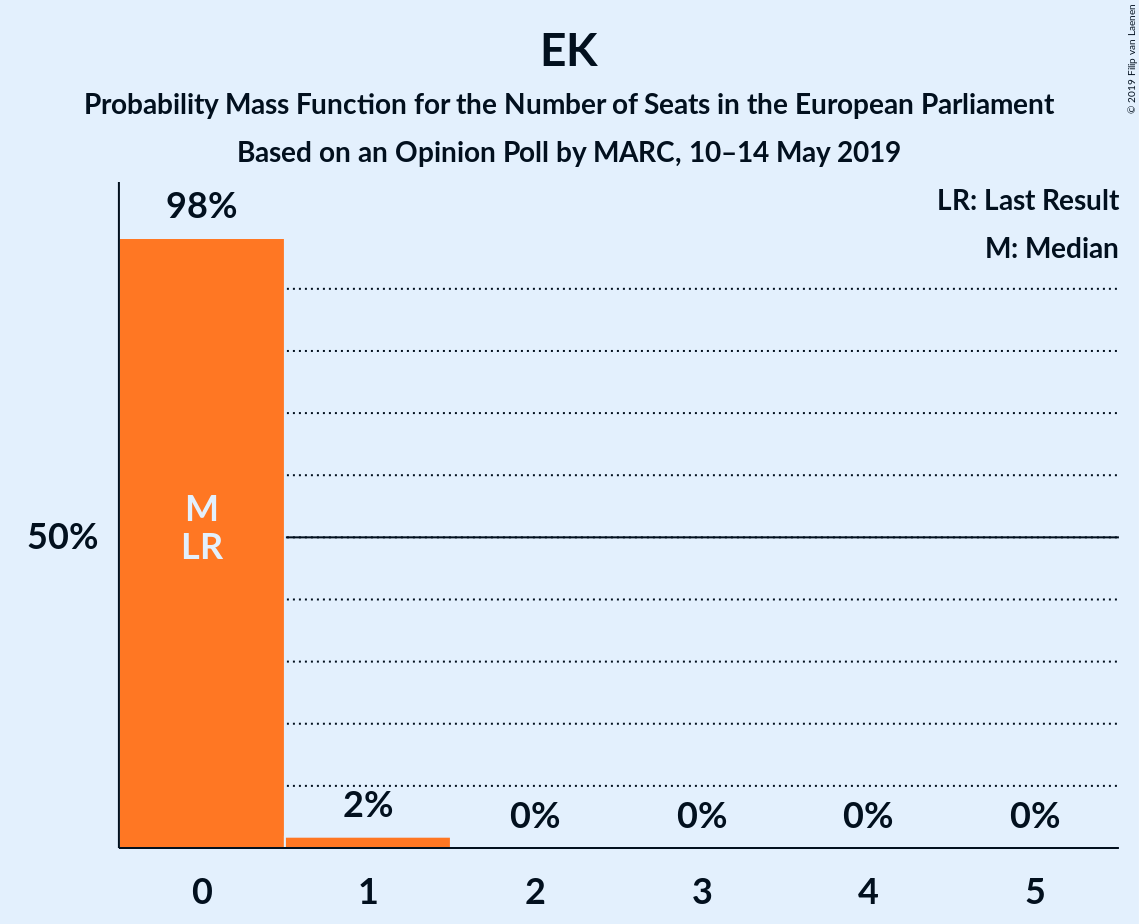 EK
Probability Mass Function for the Number of Seats in the European Parliament
Based on an Opinion Poll by MARC, 10–14 May 2019
© 2019 Filip van Laenen
LR: Last Result
M: Median
98%
M
LR
50%
2%
0%
0%
0%
0%
0
1
2
3
4
5